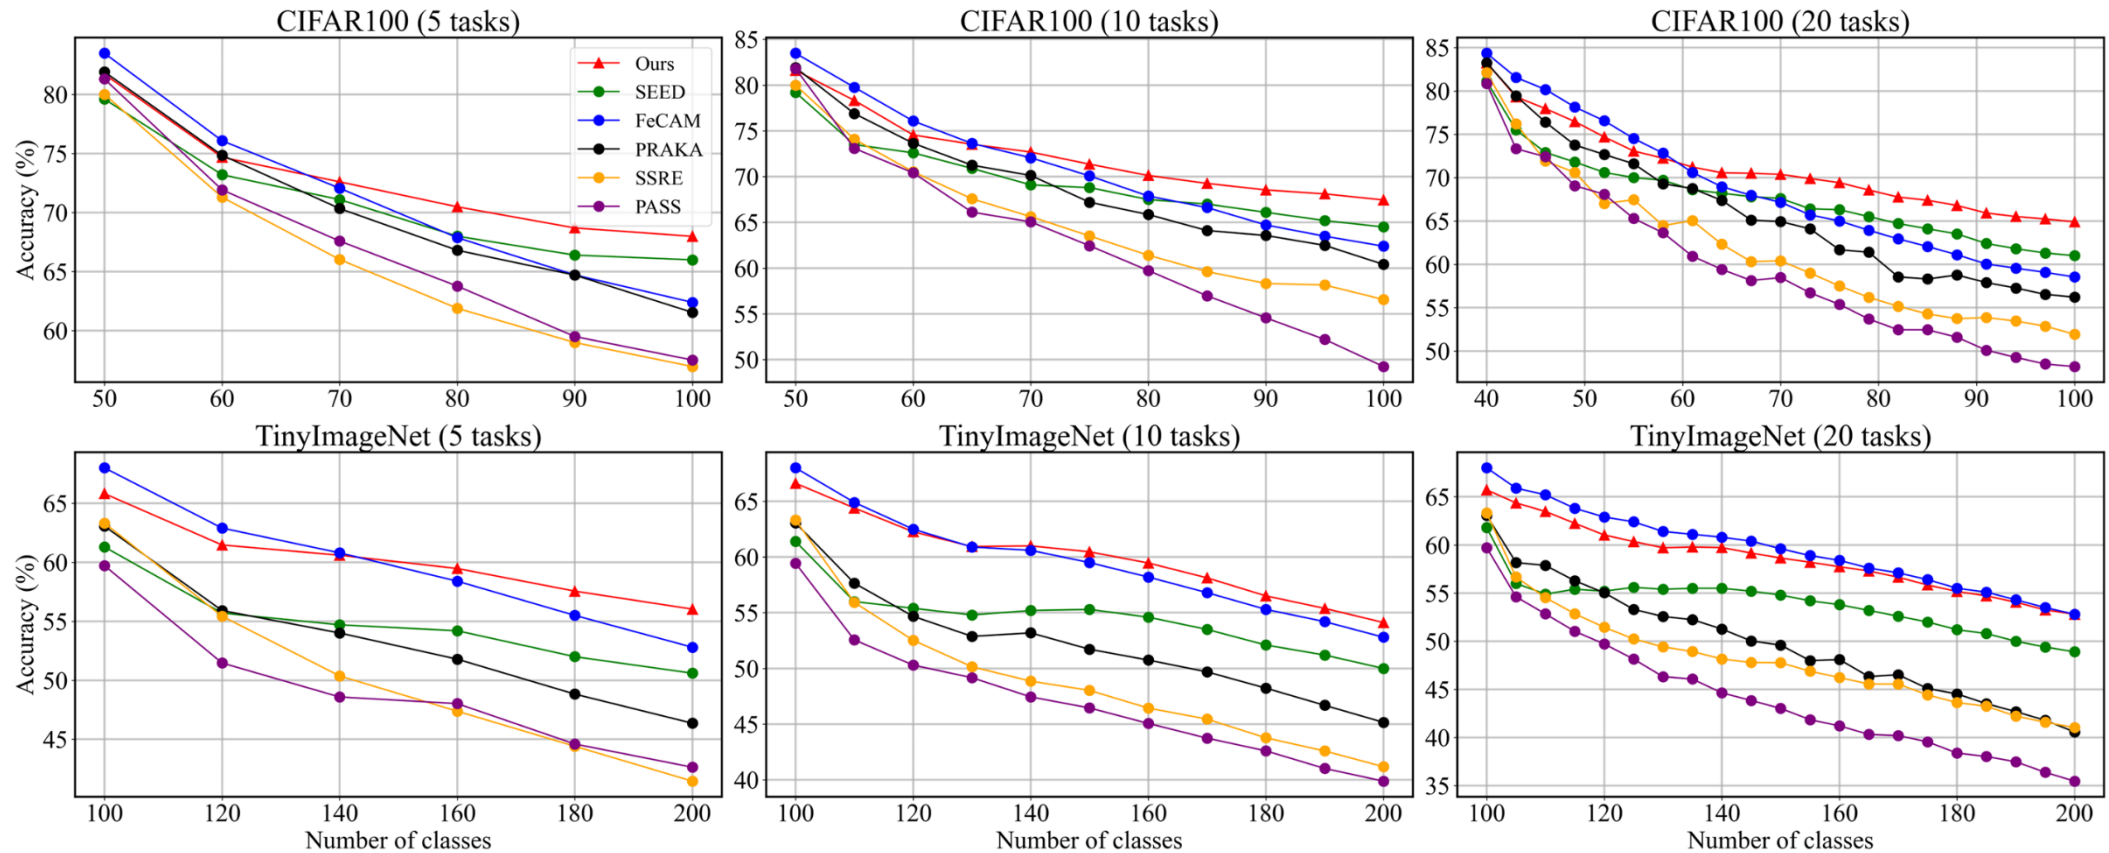 CIFAR100 (5 tasks)
Accuracy (%)
80
75
70
65
60
50 60 70 80 90 100
Ours
SEED
FeCAM
PRAKA
SSRE
PASS
CIFAR100 (10 tasks)
85
80
75
70
65
60
55
50
50 60 70 80 90 100
CIFAR100 (20 tasks)
85
80
75
70
65
60
55
50
40 50 60 70 80 90 100
TinyImageNet (5 tasks)
Accuracy (%)
65
60
55
50
45
100 120 140 160 180 200
Number of classes
TinyImageNet (10 tasks)
65
60
55
50
45
40
100 120 140 160 180 200
Number of classes
TinyImageNet (20 tasks)
65
60
55
50
45
40
35
100 120 140 160 180 200
Number of classes